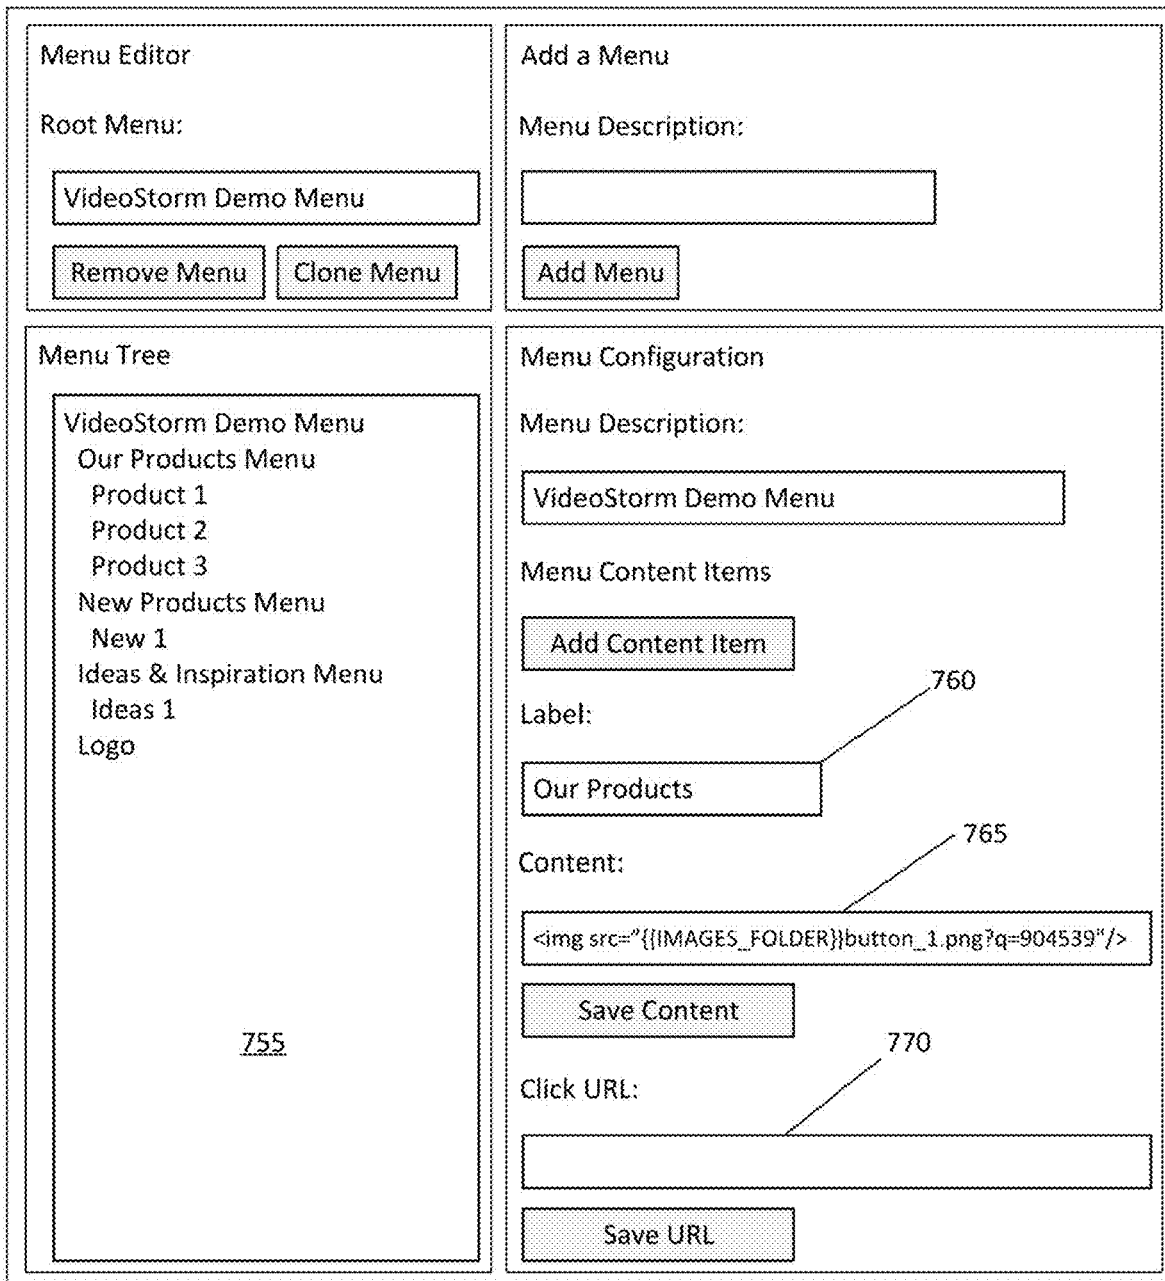 Menu Editor
Root Menu:
VideoStorm Demo Menu
Remove Menu
Clone Menu
Add a Menu
Menu Description:
Add Menu
Menu Tree
VideoStorm Demo Menu
Our Products Menu
Product 1
Product 2
Product 3
New Products Menu
New 1
Ideas & Inspiration Menu
Ideas 1
Logo
755
Menu Configuration
Menu Description:
VideoStorm Demo Menu
Menu Content Items
Add Content Item
760
Label:
Our Products
765
Content:
<img src="{{IMAGES_FOLDER}}button_1.png?q=904539"/>
Save Content
770
Click URL:
Save URL